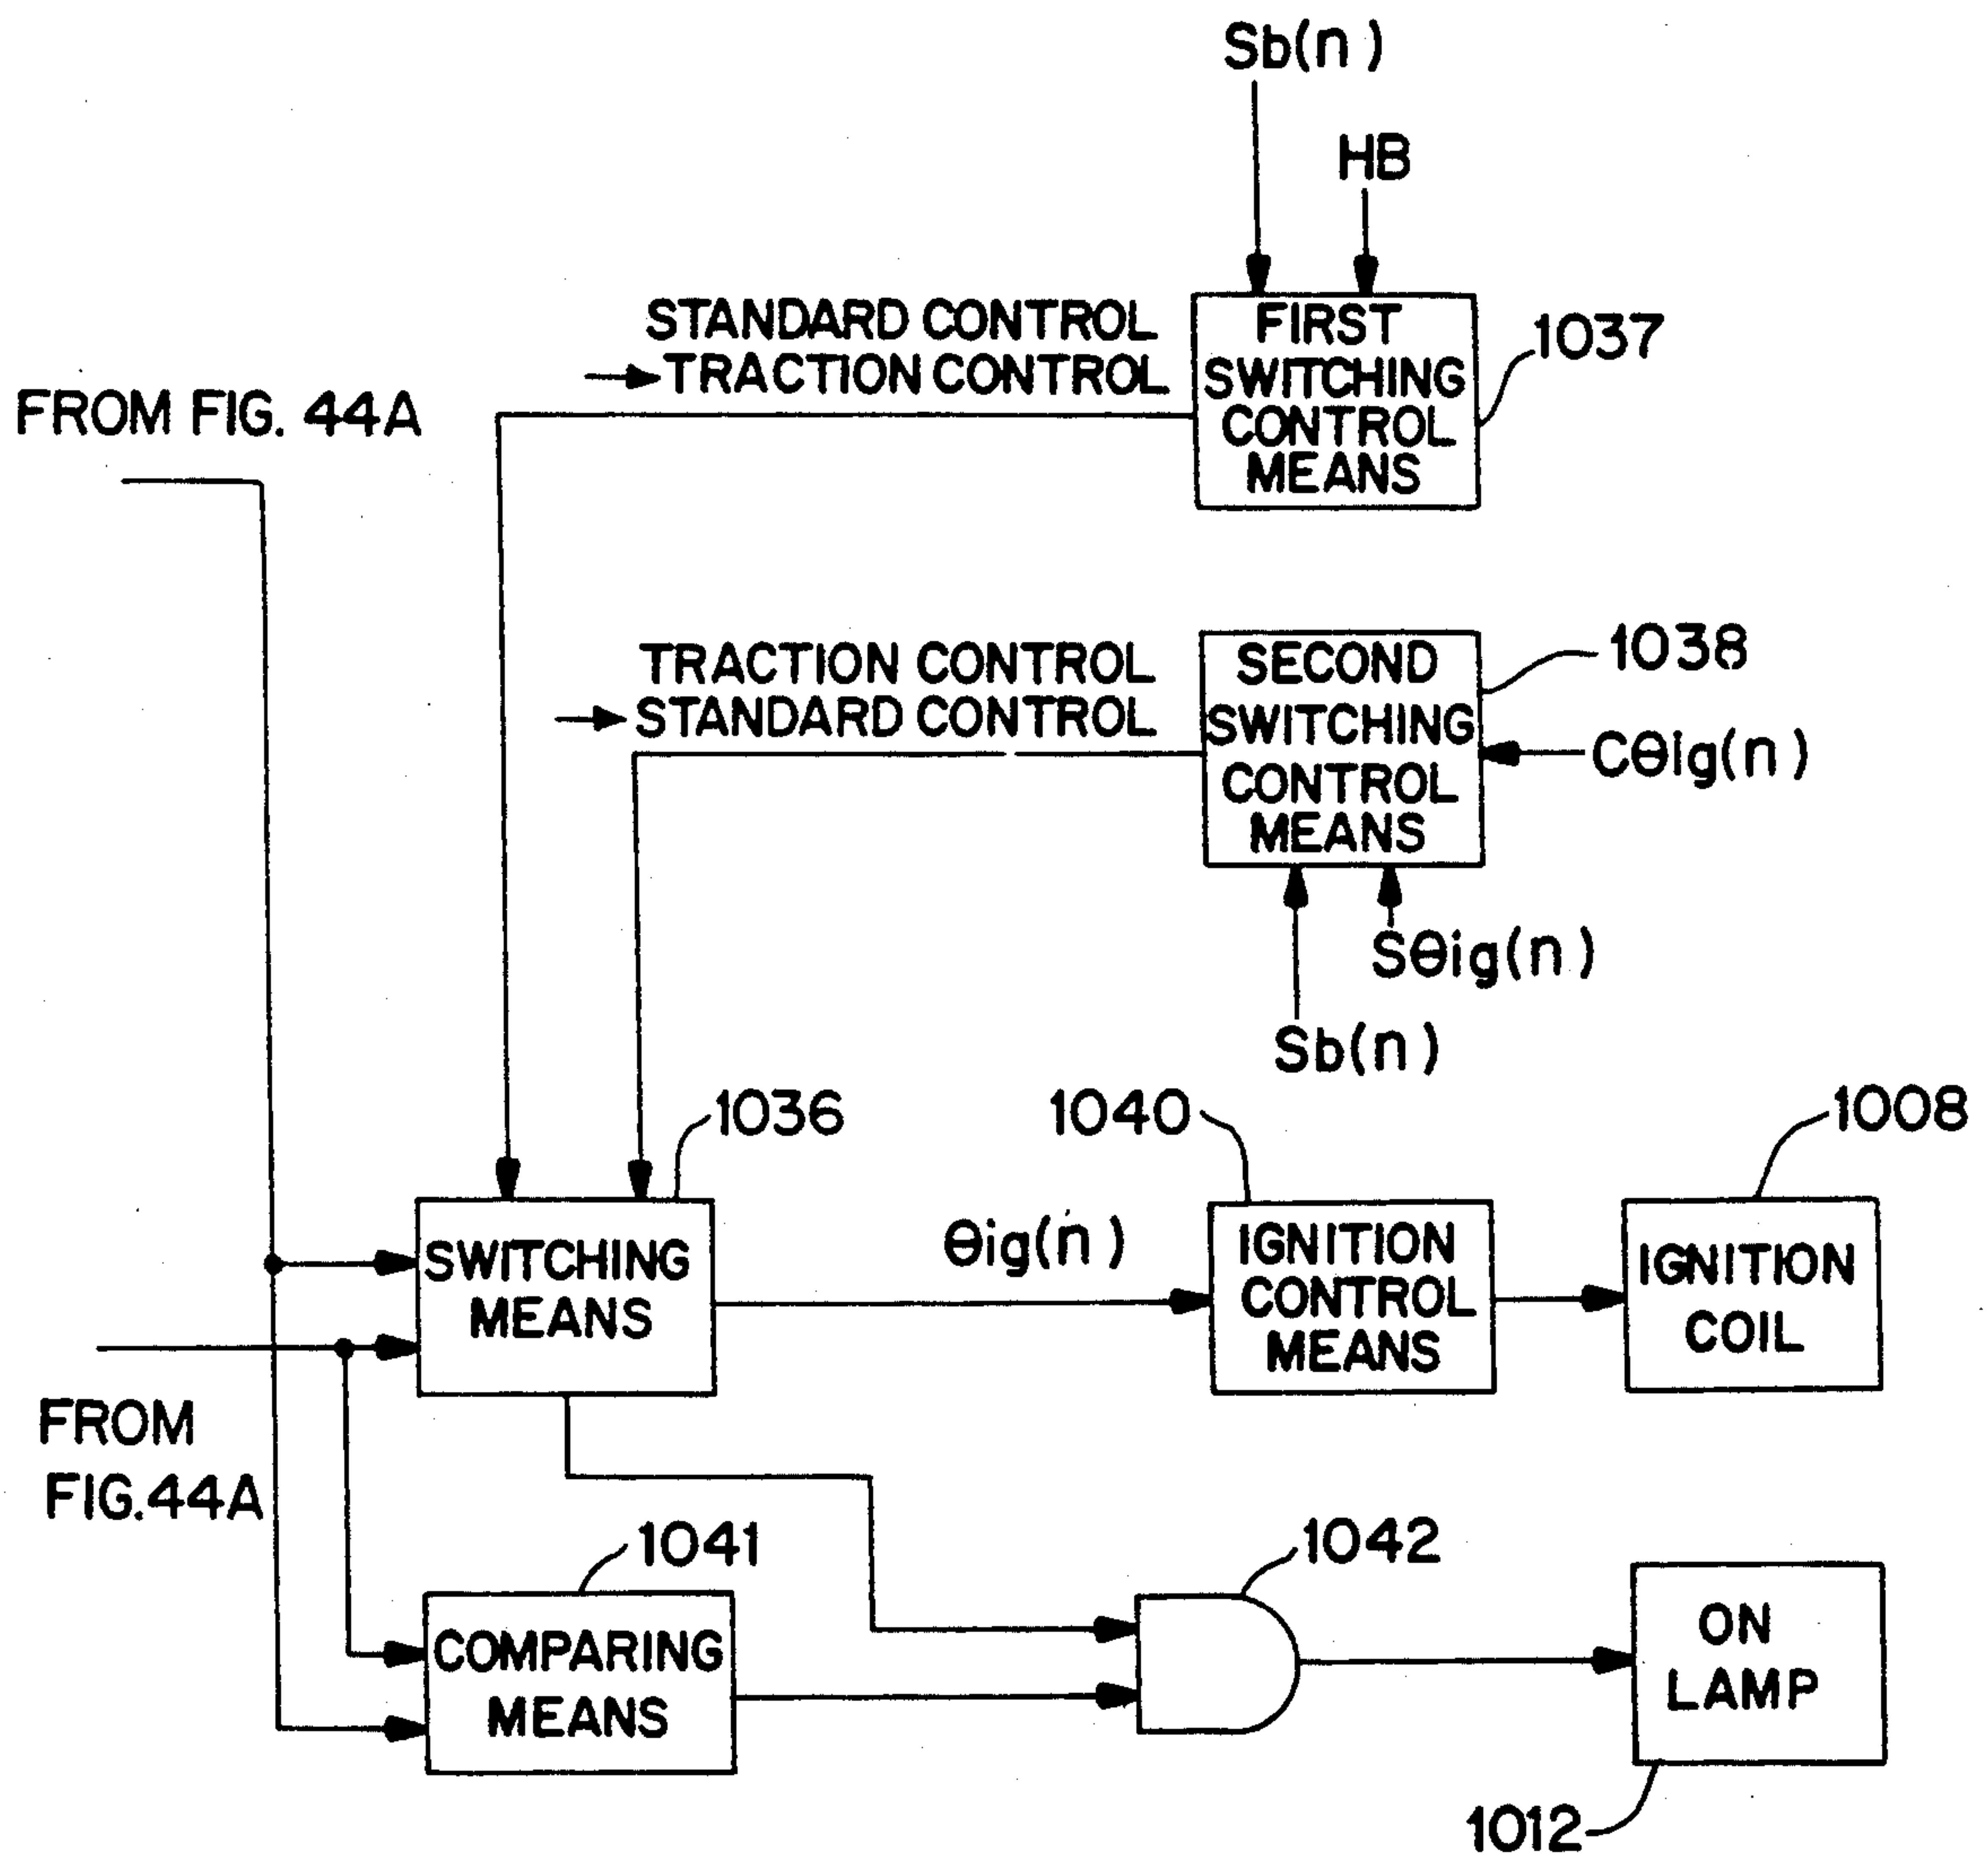 Sb(n)
HB
STANDARD CONTROL
→TRACTION CONTROL
FIRST
SWITCHING
CONTROL
MEANS
1037
FROM FIG. 44A
TRACTION CONTROL
→STANDARD CONTROL
SECOND
SWITCHING
CONTROL
MEANS
1038
Cθig(n)
Sθig(n)
Sb(n)
1036
1040
1008
SWITCHING
MEANS
θig(n)
IGNITION
CONTROL
MEANS
IGNITION
COIL
FROM
FIG.44A
1041
1042
COMPARING
MEANS
ON
LAMP
1012